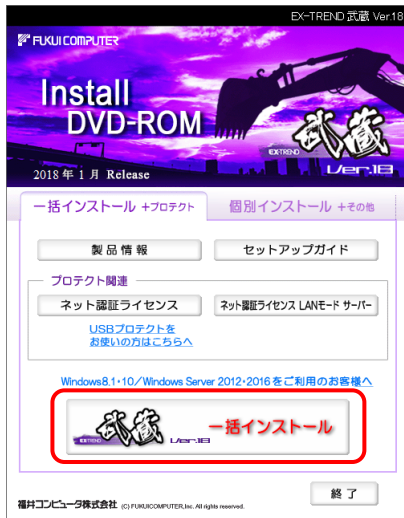 EX-TREND 武蔵 Ver.18
FUKUI COMPUTER
Install
DVD-ROM
武蔵
EX-TREND
Ver.18
2018 年 1 月 Release
一括インストール +プロテクト
個別インストール +その他
製品情報
セットアップガイド
プロテクト関連
ネット認証ライセンス
ネット認証ライセンス LANモード サーバー
USBプロテクトを
お使いの方はこちらへ
Windows8.1・10/Windows Server 2012・2016 をご利用のお客様へ
武蔵
EX-TREND
Ver.18
一括インストール
終了
福井コンピュータ株式会社 (C) FUKUICOMPUTER,Inc. All rights reserved.